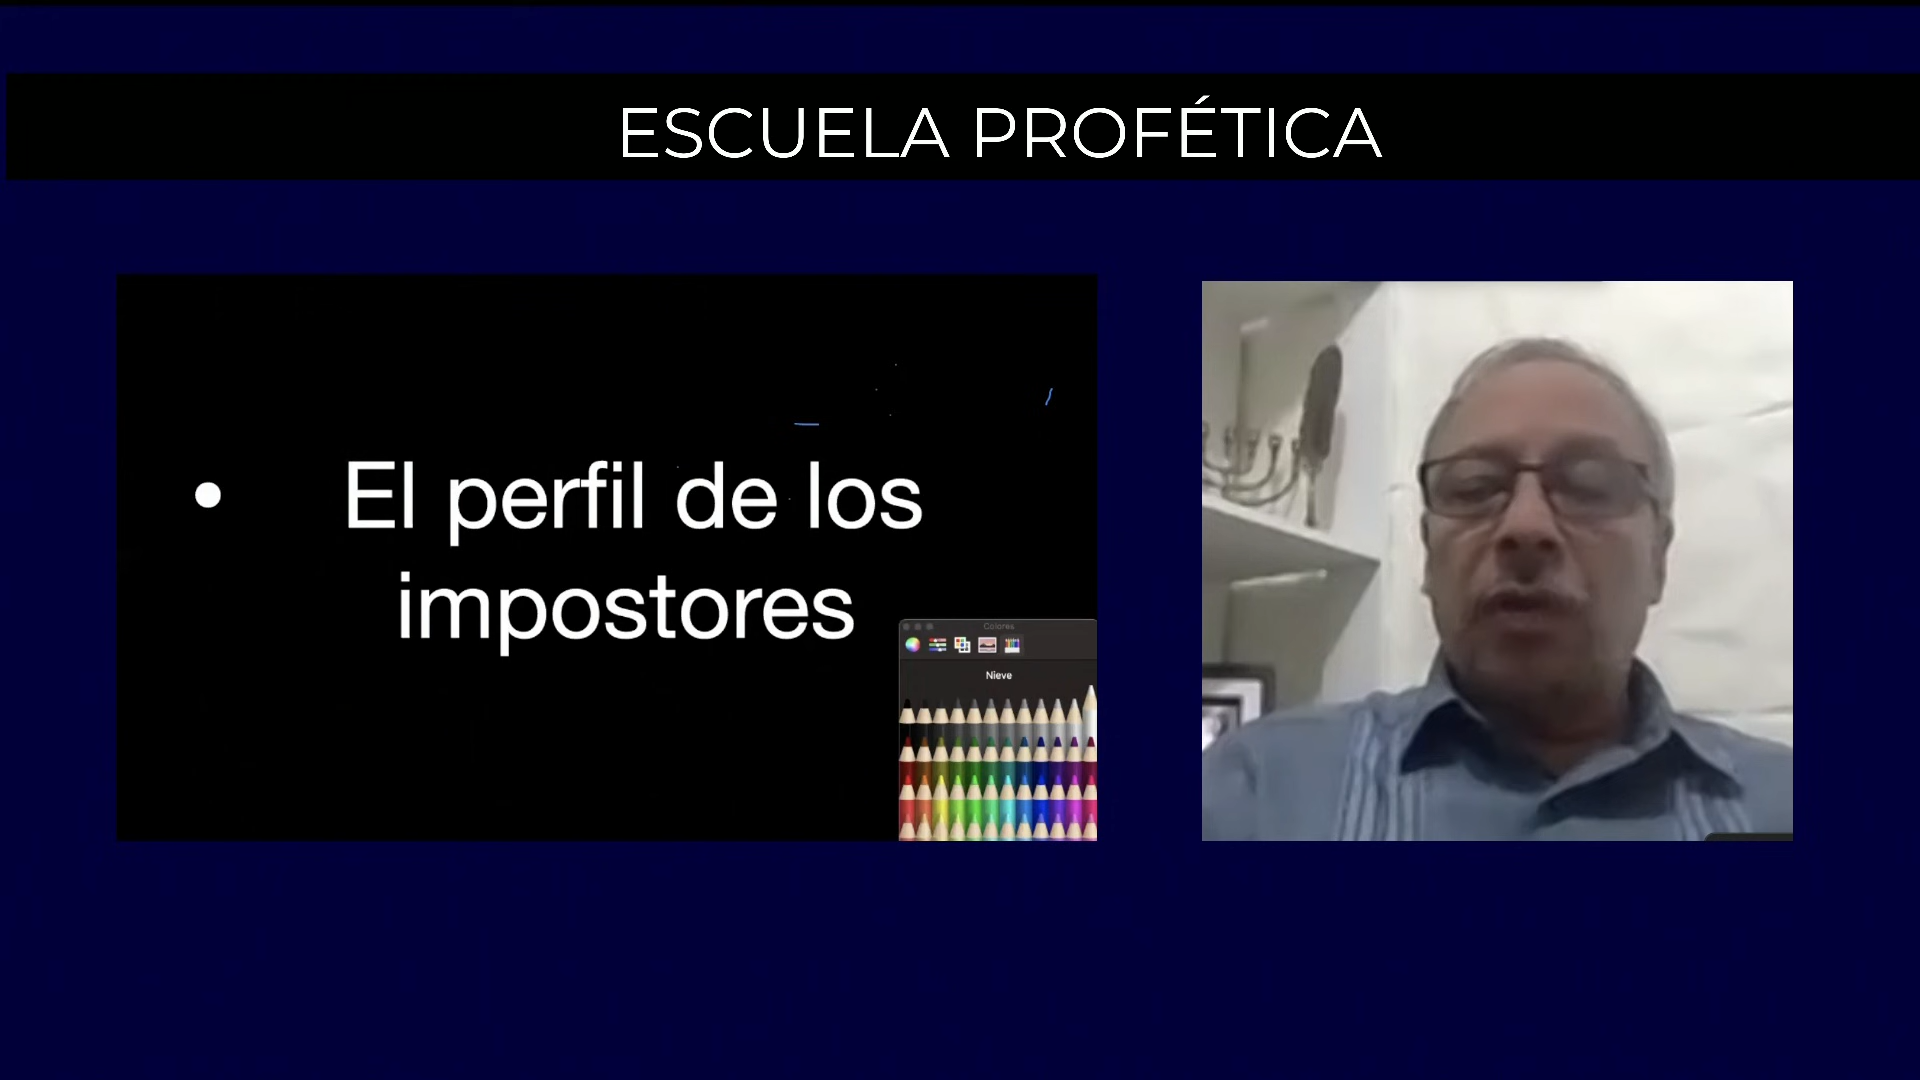 ESCUELA PROFÉTICA
• El perfil de los
impostores
Colores
Nieve